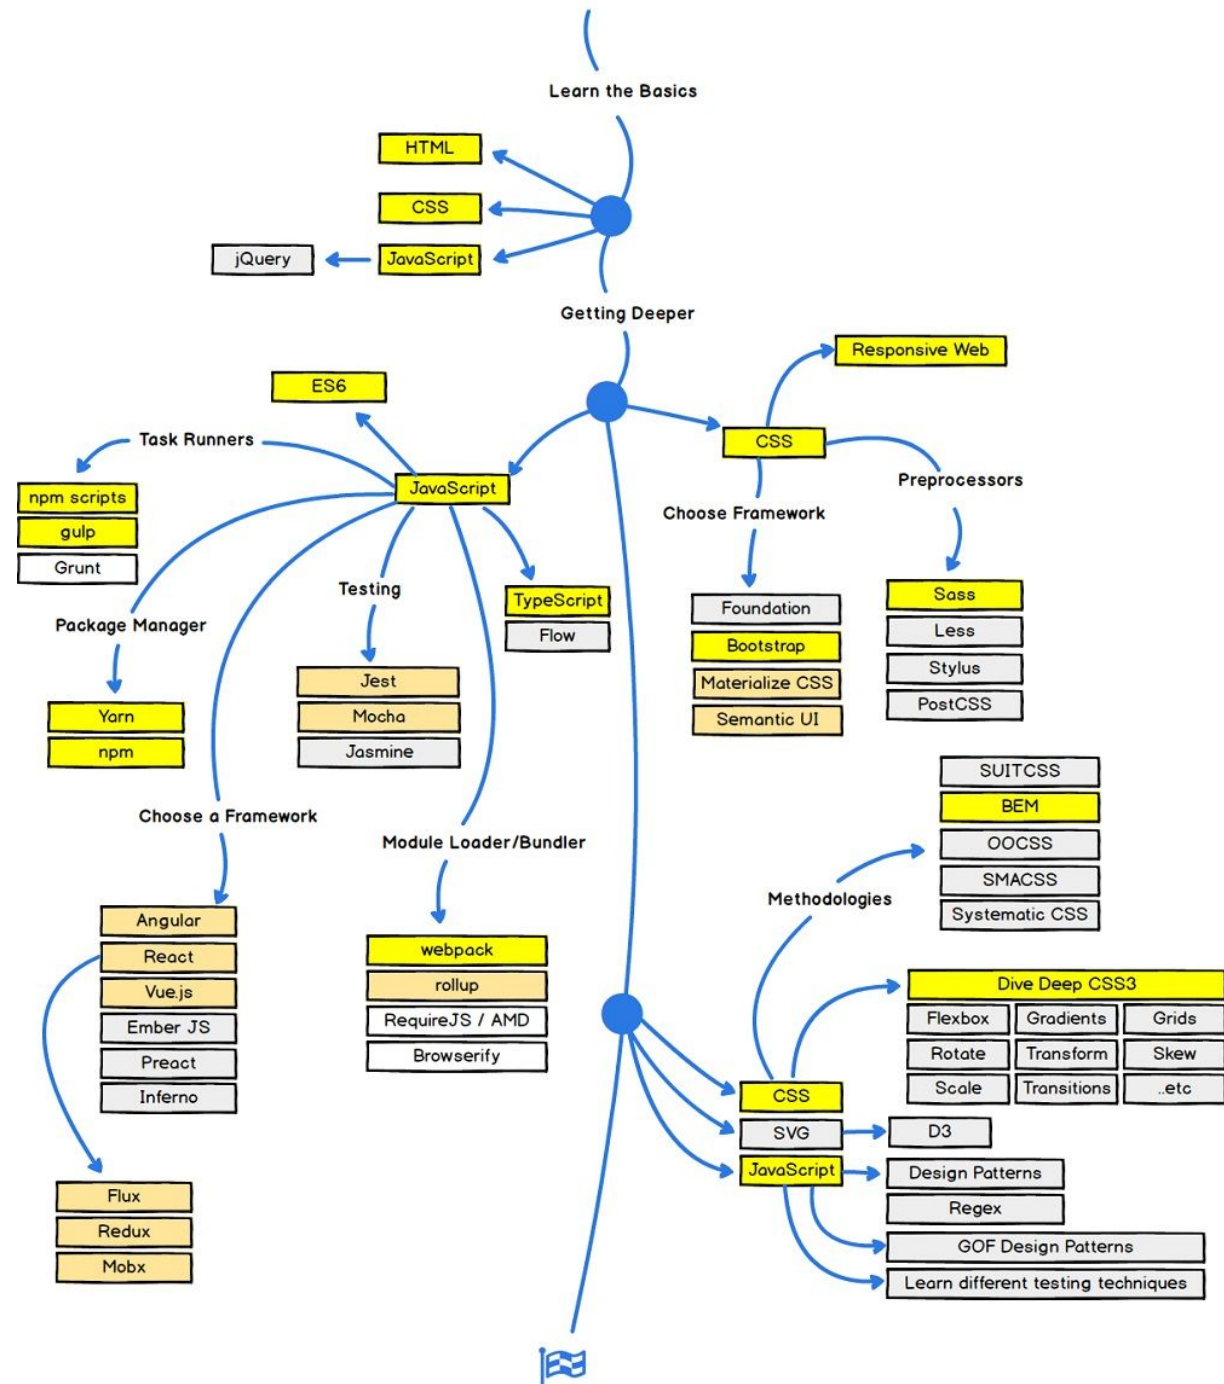 Learn the Basics
HTML
CSS
JavaScript
jQuery
Getting Deeper
Responsive Web
ES6
CSS
Task Runners
JavaScript
Preprocessors
npm scripts
gulp
Grunt
Choose Framework
Testing
TypeScript
Flow
Package Manager
Foundation
Bootstrap
Materialize CSS
Semantic UI
Sass
Less
Stylus
PostCSS
Jest
Mocha
Jasmine
Yarn
npm
Choose a Framework
Module Loader/Bundler
SUITCSS
BEM
OOCSS
SMACSS
Systematic CSS
Methodologies
Angular
React
Vue.js
Ember JS
Preact
Inferno
webpack
rollup
RequireJS / AMD
Browserify
Dive Deep CSS3
Flexbox Gradients Grids
Rotate Transform Skew
Scale Transitions ..etc
CSS
SVG
D3
JavaScript
Design Patterns
Regex
GOF Design Patterns
Learn different testing techniques
Flux
Redux
Mobx